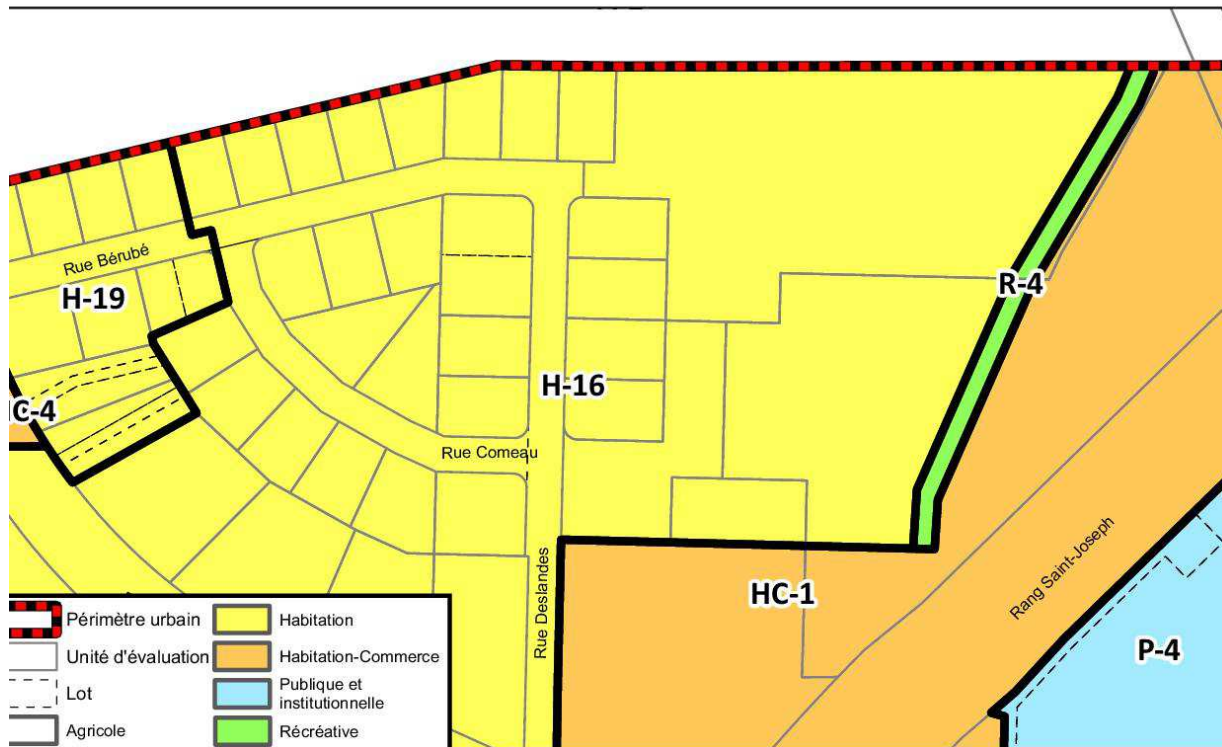 R-4
Rue Bérubé
H-19
H-16
C-4
Rue Comeau
Rang Saint-Joseph
Rue Deslandes
HC-1
P-4
Périmètre urbain
Habitation
Unité d'évaluation
Habitation-Commerce
Lot
Publique et
institutionnelle
Agricole
Récréative